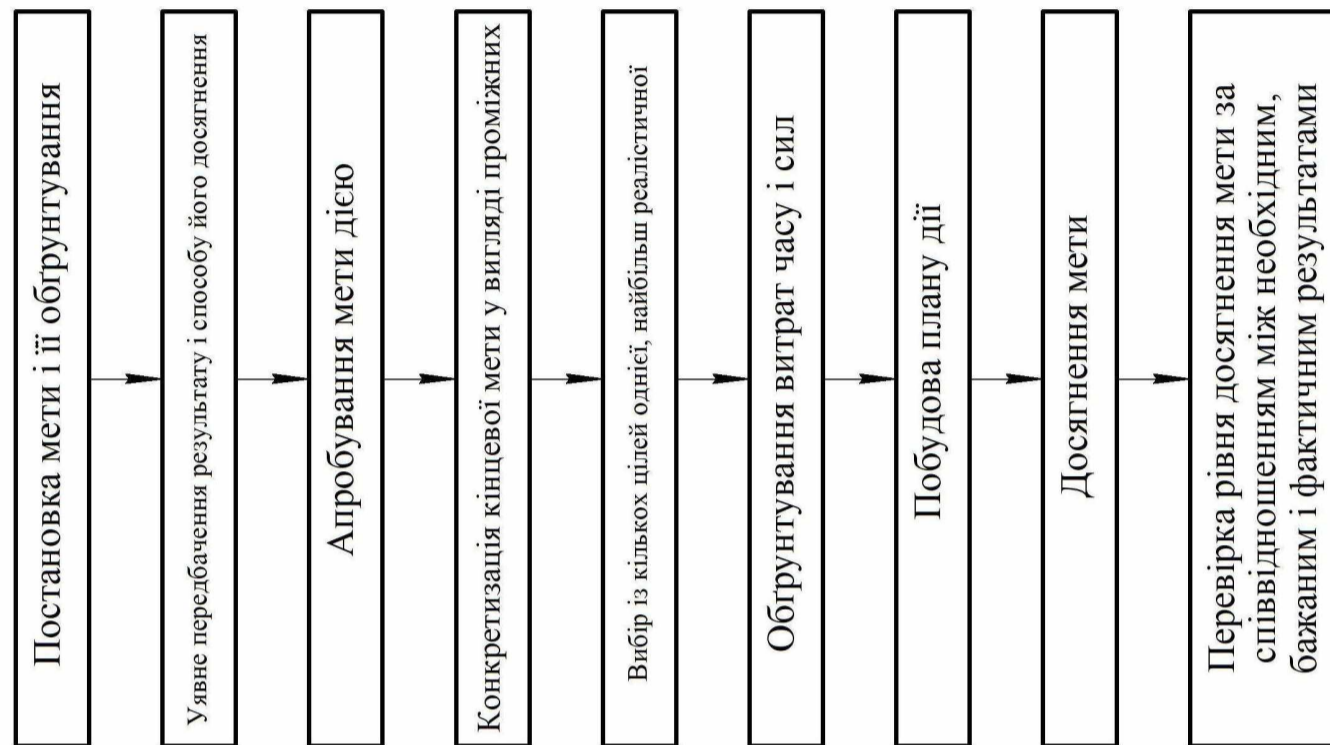 Постановка мети і її обґрунтування
Уявне передбачення результату і способу його досягнення
Апробування мети дією
Конкретизація кінцевої мети у вигляді проміжних
Вибір із кількох цілей однієї, найбільш реалістичної
Обґрунтування витрат часу і сил
Побудова плану дії
Досягнення мети
Перевірка рівня досягнення мети за
співвідношенням між необхідним,
бажаним і фактичним результатами